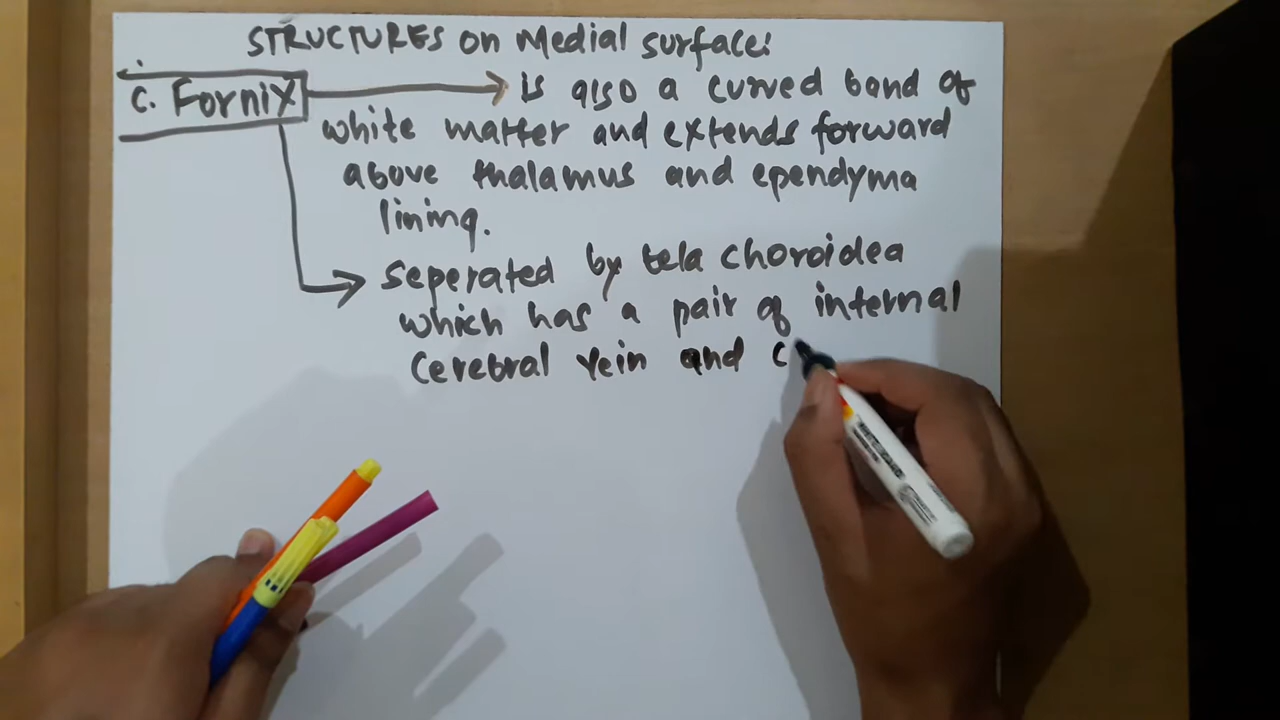 STRUCTURES on Medial surface:
C. Fornix → is also a curved band of
white matter and extends forward
above thalamus and ependyma
lining.
→ seperated by tela choroidea
which has a pair of internal
cerebral vein and c